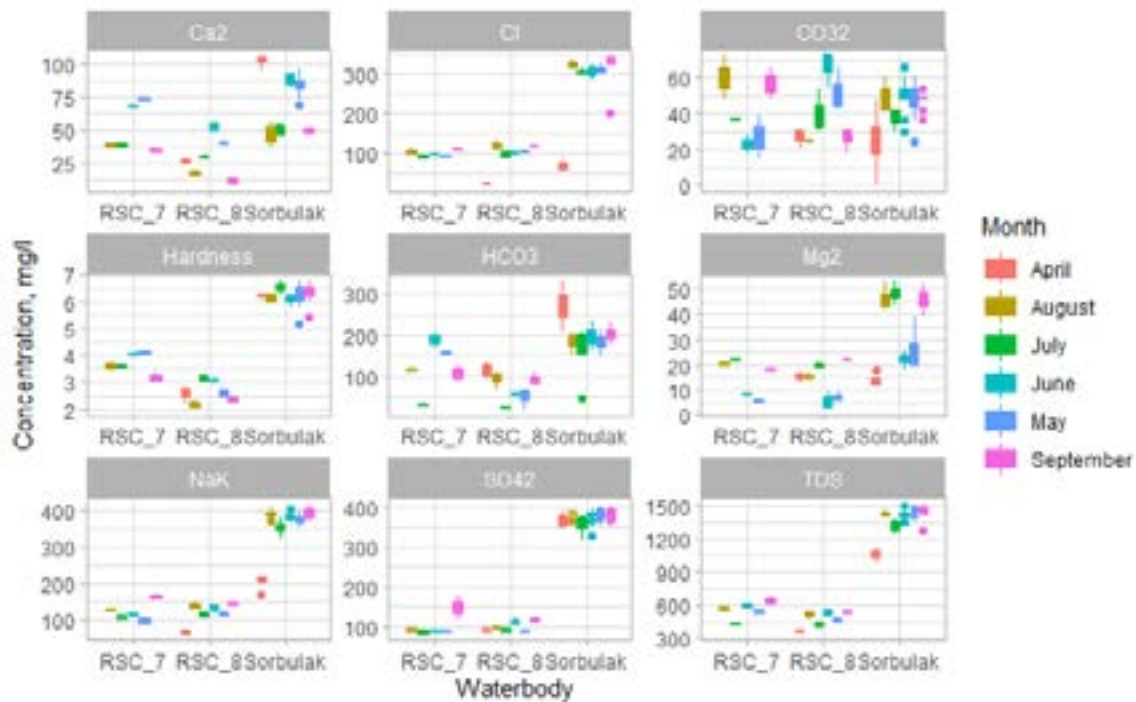 Ca2 Cl CO32
100 300 60
75 40
50 200 20
25 100 0
RSC_7 RSC_8 Sorbulak RSC_7 RSC_8 Sorbulak RSC_7 RSC_8 Sorbulak
Hardness HCO3 Mg2
7 300 50
6 40
5 200 30
4 20
3 100 10
2 0
RSC_7 RSC_8 Sorbulak RSC_7 RSC_8 Sorbulak RSC_7 RSC_8 Sorbulak
NaK SO42 TDS
400 400 1500
300 300 1200
200 200 900
100 100 600
300
RSC_7 RSC_8 Sorbulak RSC_7 RSC_8 Sorbulak RSC_7 RSC_8 Sorbulak
Concentration, mg/l
Waterbody
Month
April
August
July
June
May
September